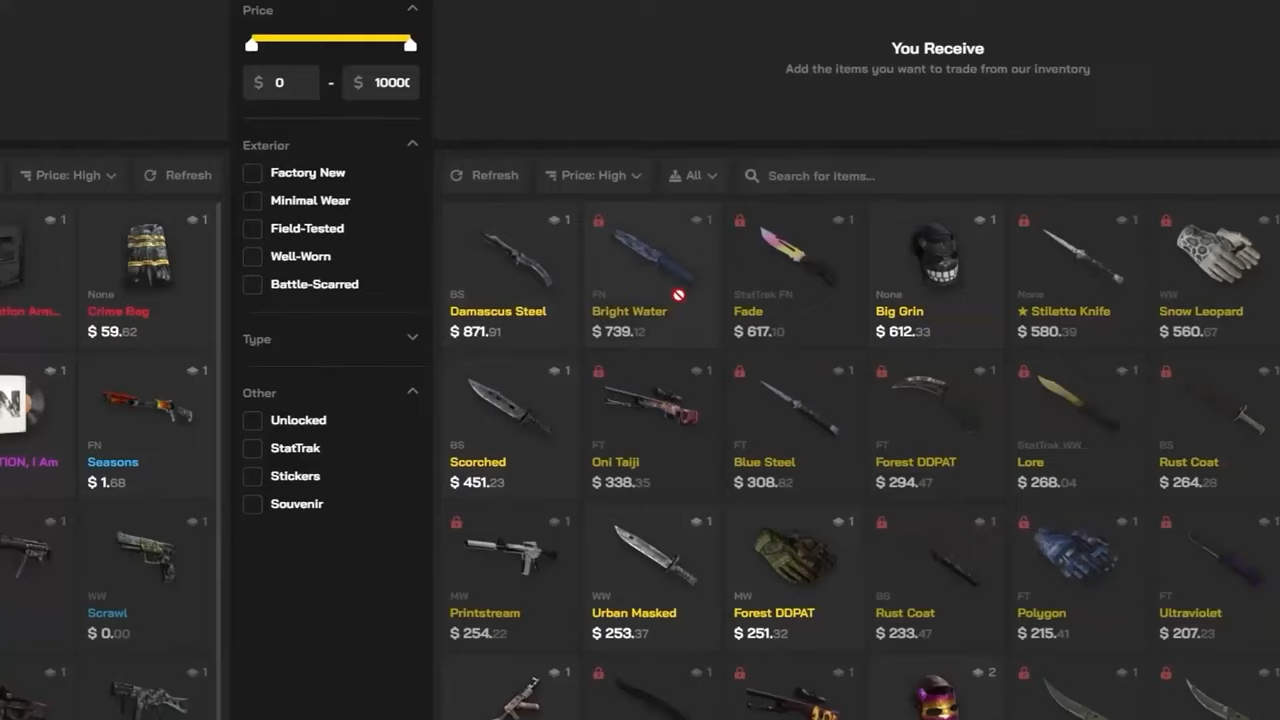 Price
$ 0 - $ 1000
Exterior
Factory New
Minimal Wear
Field-Tested
Well-Worn
Battle-Scarred
Type
Other
Unlocked
StatTrak
Stickers
Souvenir
You Receive
Add the items you want to trade from our inventory
Price: High
Refresh
Refresh
Price: High
All
Search for items...
1
1
None
tion Arm...
Crime Bag
$ 59.62
1
1
FN
TION, I Am
Seasons
$ 1.68
1
1
WW
Scrawl
$ 0.00
1
1
1
1
1
1
1
1
BS
FN
StatTrak FN
None
None
WW
Damascus Steel
Bright Water
Fade
Big Grin
★ Stiletto Knife
Snow Leopard
$ 871.91
$ 739.12
$ 617.10
$ 612.33
$ 580.39
$ 560.67
1
1
1
1
1
1
BS
FT
FT
FT
StatTrak WW...
BS
Scorched
Oni Taiji
Blue Steel
Forest DDPAT
Lore
Rust Coat
$ 451.23
$ 338.35
$ 308.82
$ 294.47
$ 268.04
$ 264.28
1
1
1
1
1
1
MW
WW
MW
BS
FT
FT
Printstream
Urban Masked
Forest DDPAT
Rust Coat
Polygon
Ultraviolet
$ 254.22
$ 253.37
$ 251.32
$ 233.47
$ 215.41
$ 207.23
1
1
1
2
1
1